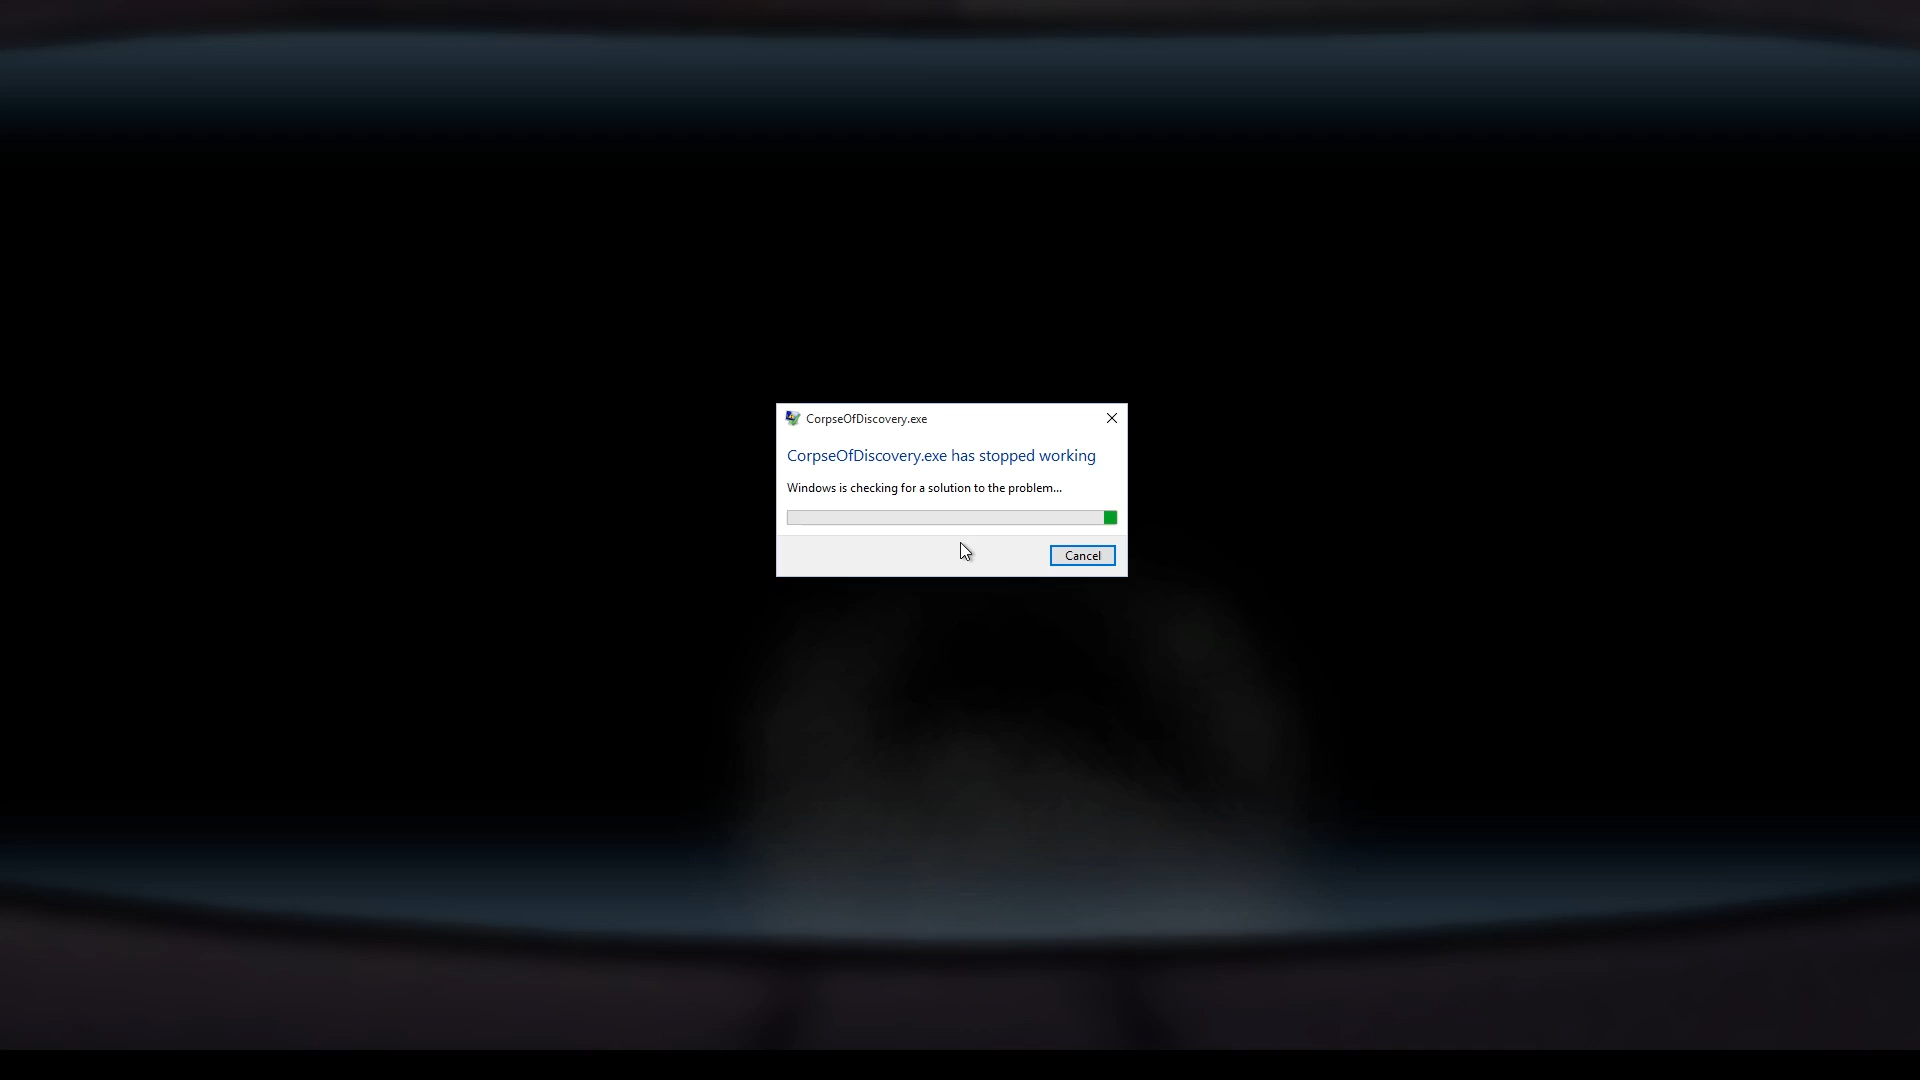 CorpseOfDiscovery.exe
CorpseOfDiscovery.exe has stopped working
Windows is checking for a solution to the problem...
Cancel